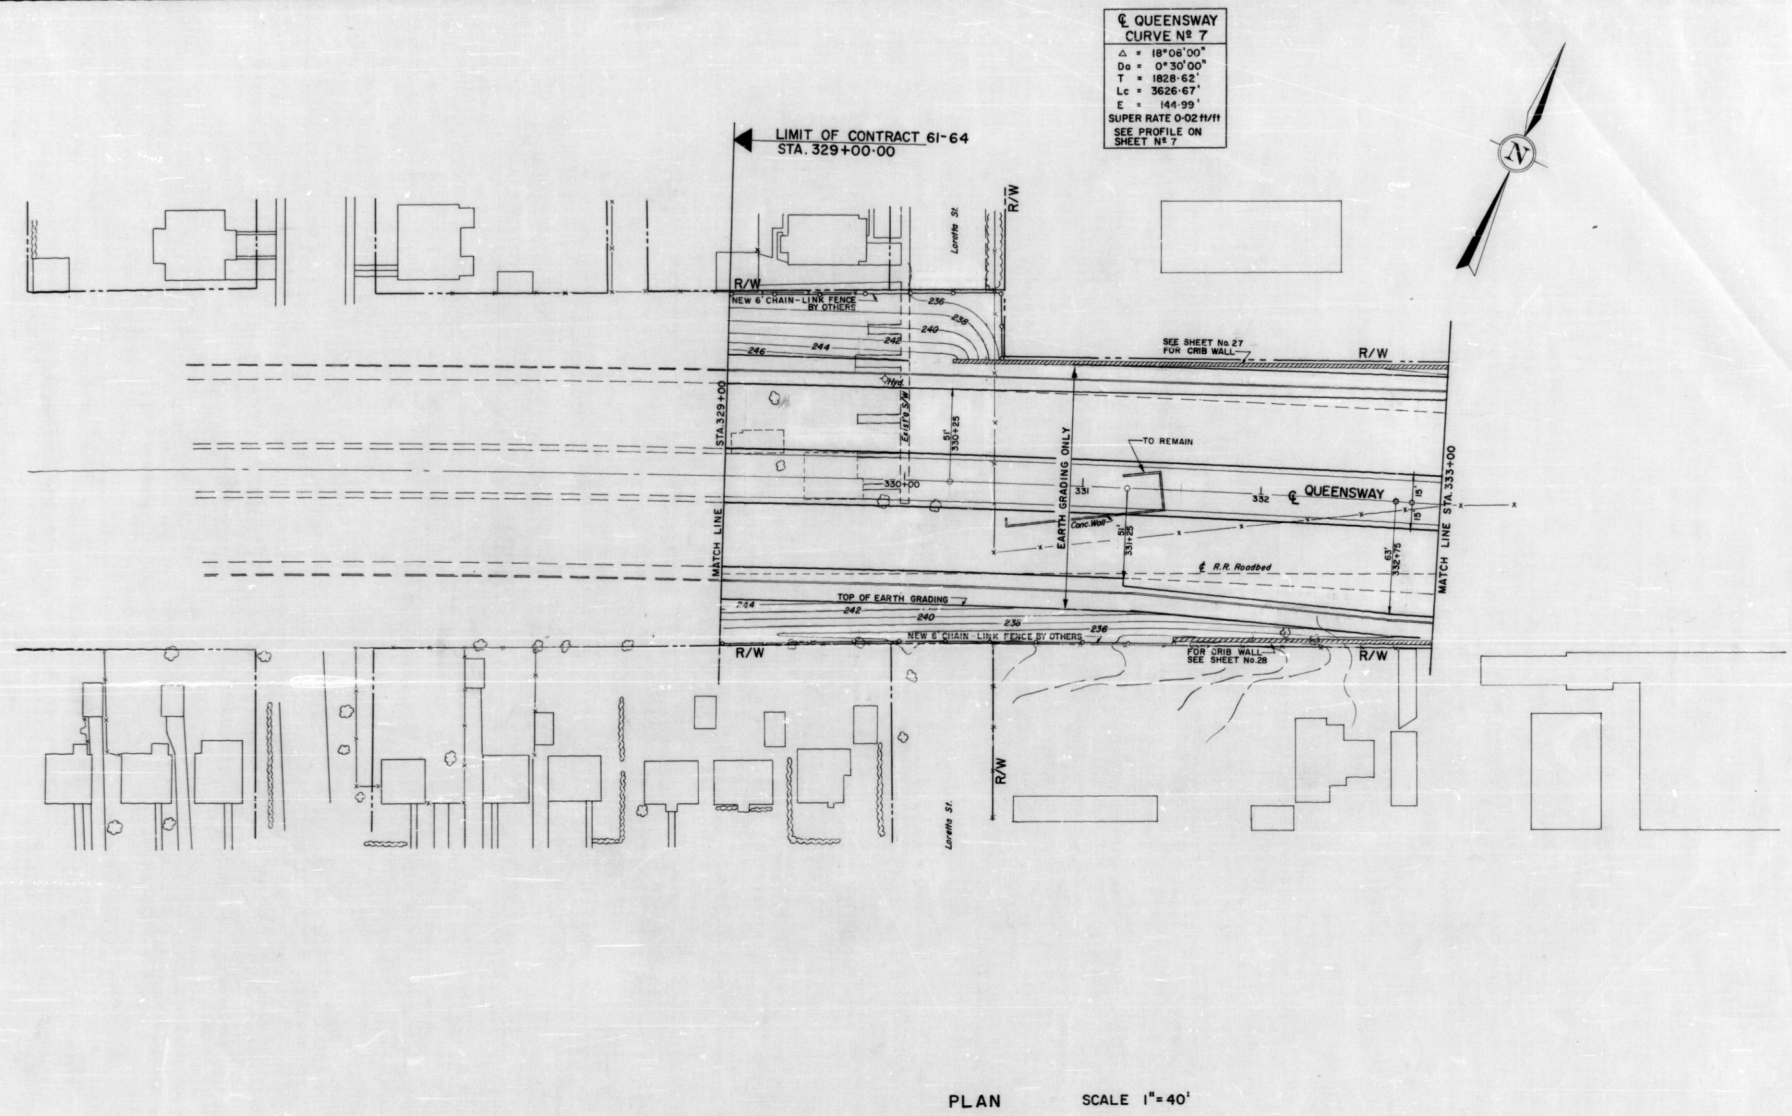 ℄ QUEENSWAY
CURVE Nº 7
Δ = 18°08'00"
Da = 0°30'00"
T = 1828·62'
Lc = 3626·67'
E = 144·99'
SUPER RATE 0·02 ft/ft
SEE PROFILE ON
SHEET Nº 7
N
LIMIT OF CONTRACT 61-64
STA. 329+00·00
R/W
Loretta St.
R/W
NEW 6' CHAIN-LINK FENCE
BY OTHERS
236
238
240
242
244
246
SEE SHEET No. 27
FOR CRIB WALL
R/W
Hyd.
Exist'g S/W
MATCH LINE STA. 329+00
51'
330+25
EARTH GRADING ONLY
TO REMAIN
330+00
331
332
℄ QUEENSWAY
15'
15'
MATCH LINE STA. 333+00
Conc. Wall
51'
331+25
63'
332+75
℄ R.R. Roadbed
TOP OF EARTH GRADING
244
242
240
238
236
NEW 6' CHAIN-LINK FENCE BY OTHERS
R/W
FOR CRIB WALL
SEE SHEET No. 28
R/W
R/W
Loretta St.
PLAN SCALE 1"=40'